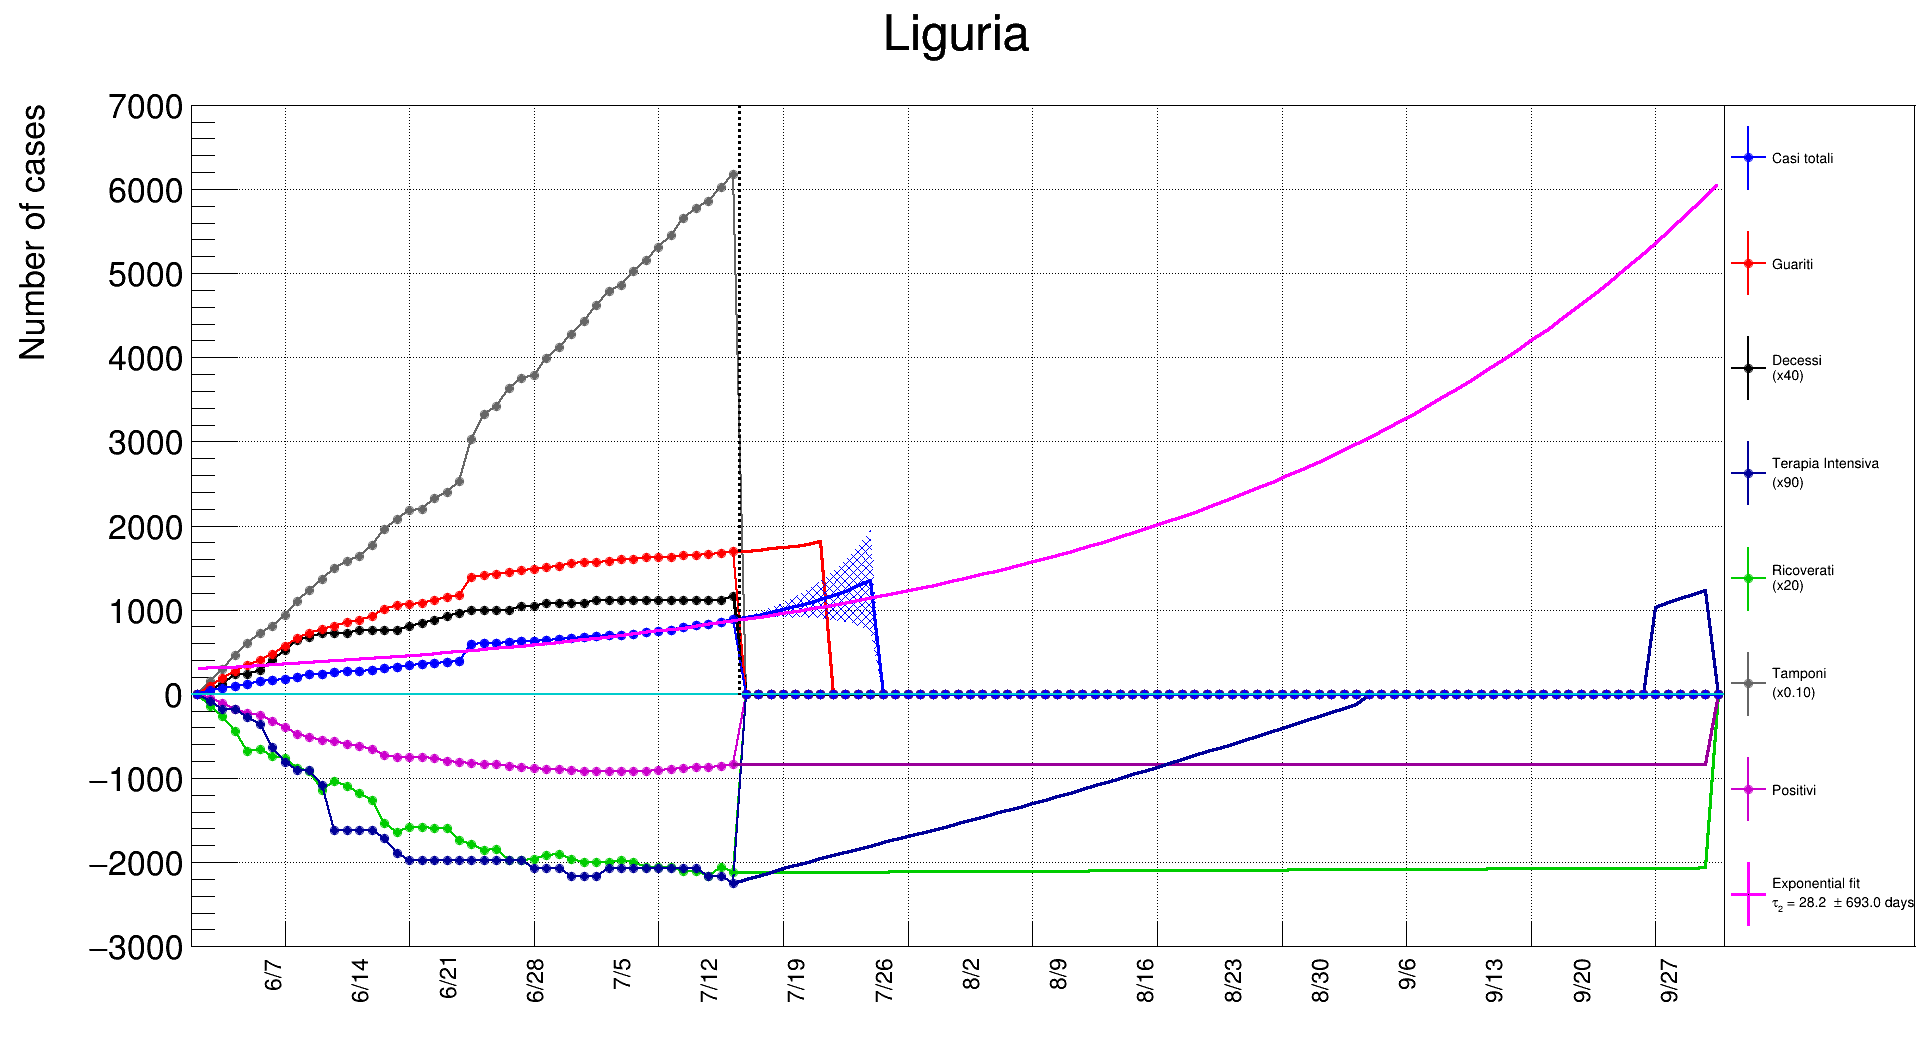 Liguria
Number of cases
7000
6000
5000
4000
3000
2000
1000
0
−1000
−2000
−3000
6/7
6/14
6/21
6/28
7/5
7/12
7/19
7/26
8/2
8/9
8/16
8/23
8/30
9/6
9/13
9/20
9/27
Casi totali
Guariti
Decessi
(x40)
Terapia Intensiva
(x90)
Ricoverati
(x20)
Tamponi
(x0.10)
Positivi
Exponential fit
τ2 = 28.2 ± 693.0 days